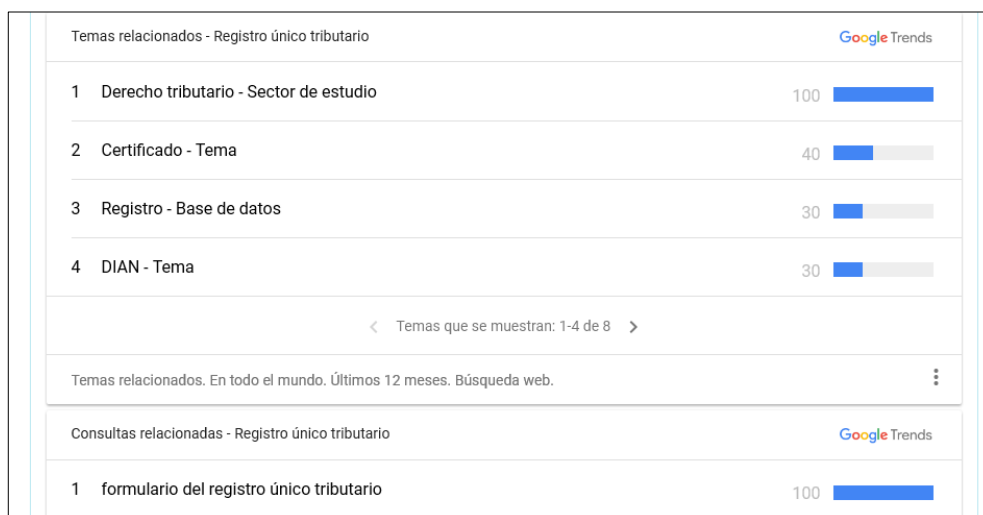 Temas relacionados - Registro único tributario Google Trends
1 Derecho tributario - Sector de estudio 100
2 Certificado - Tema 40
3 Registro - Base de datos 30
4 DIAN - Tema 30
Temas que se muestran: 1-4 de 8
Temas relacionados. En todo el mundo. Últimos 12 meses. Búsqueda web.
Consultas relacionadas - Registro único tributario Google Trends
1 formulario del registro único tributario 100